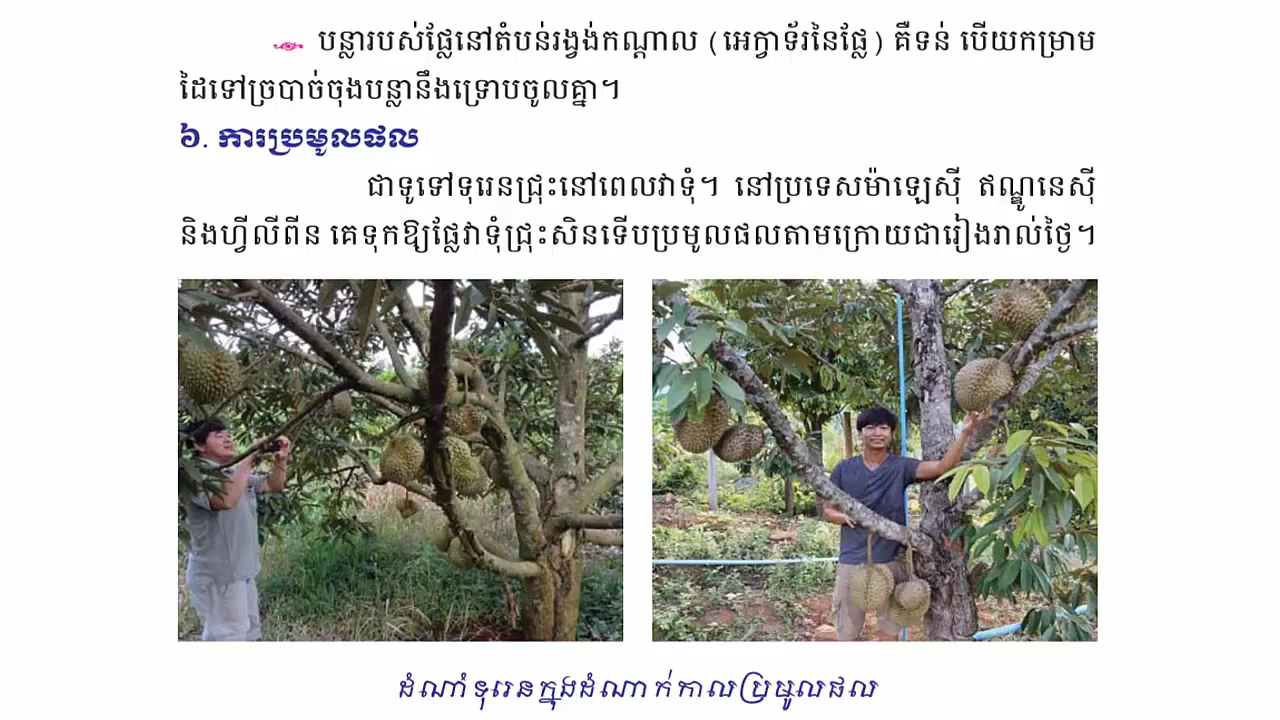 បន្លារបស់ផ្លែនៅតំបន់រង្វង់កណ្តាល (អេក្វាទ័រនៃផ្លែ) គឺទន់ បើយកម្រាម
ដៃទៅច្របាច់ចុងបន្លានឹងទ្រោបចូលគ្នា។
៦. ការប្រមូលផល
ជាទូទៅទុរេនជ្រុះនៅពេលវាទុំ។ នៅប្រទេសម៉ាឡេស៊ី ឥណ្ឌូនេស៊ី
និងហ្វីលីពីន គេទុកឱ្យផ្លែវាទុំជ្រុះសិនទើបប្រមូលផលតាមក្រោយជារៀងរាល់ថ្ងៃ។
ដំណាំទុរេនក្នុងដំណាក់កាលប្រមូលផល